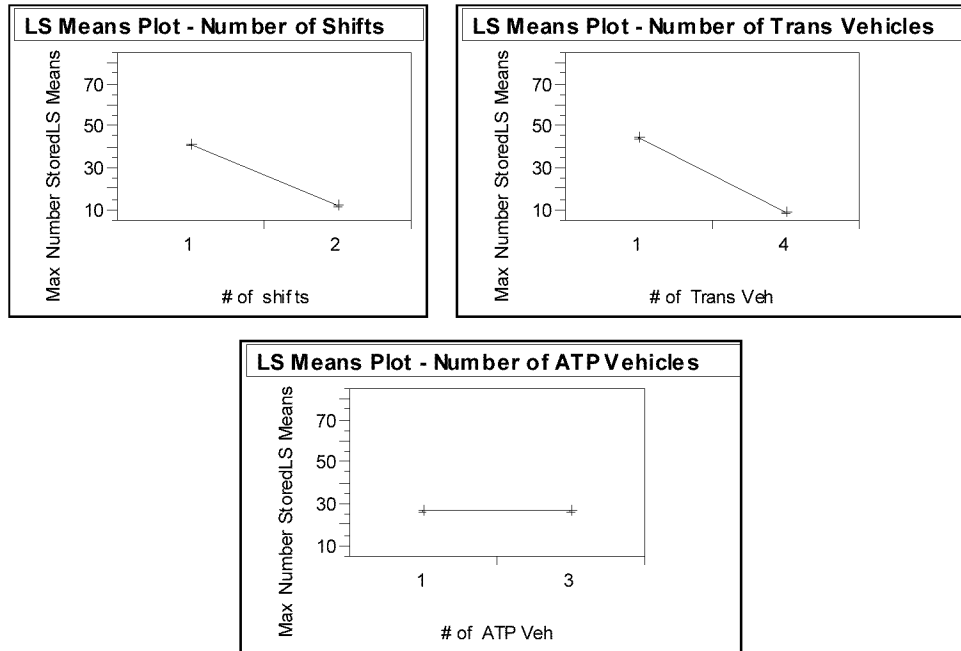 LS Means Plot - Number of Shifts
Max Number StoredLS Means
70
50
30
10
1 2
# of shifts
LS Means Plot - Number of Trans Vehicles
Max Number StoredLS Means
70
50
30
10
1 4
# of Trans Veh
LS Means Plot - Number of ATP Vehicles
Max Number StoredLS Means
70
50
30
10
1 3
# of ATP Veh